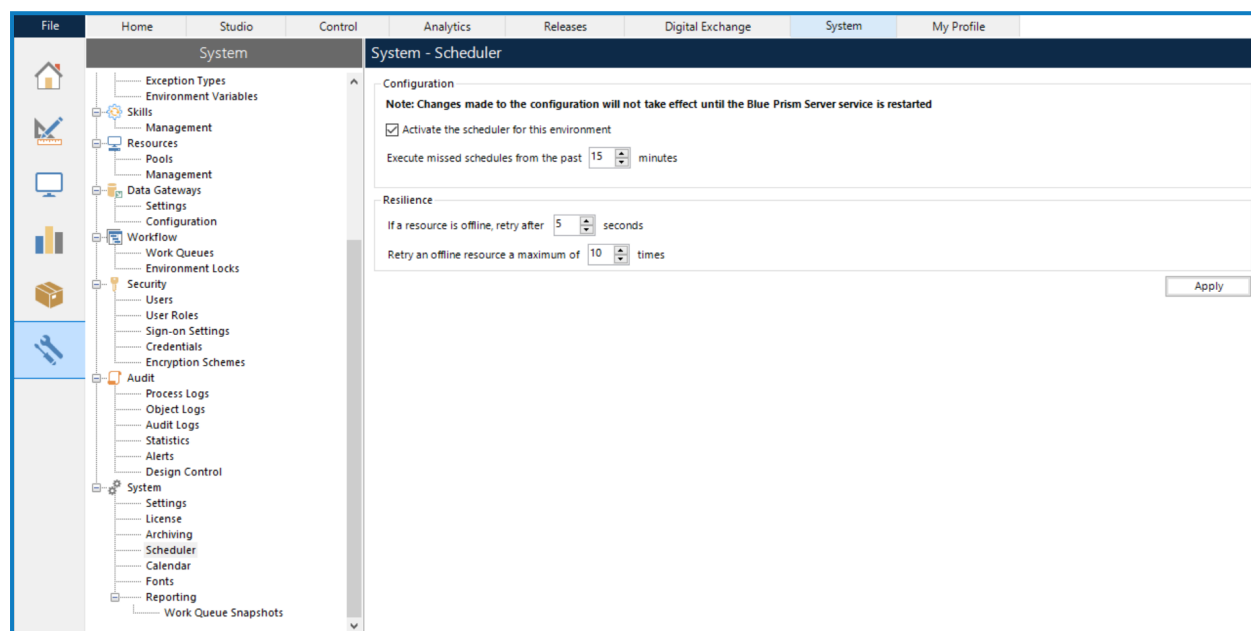 File Home Studio Control Analytics Releases Digital Exchange System My Profile
System
Exception Types
Environment Variables
Skills
Management
Resources
Pools
Management
Data Gateways
Settings
Configuration
Workflow
Work Queues
Environment Locks
Security
Users
User Roles
Sign-on Settings
Credentials
Encryption Schemes
Audit
Process Logs
Object Logs
Audit Logs
Statistics
Alerts
Design Control
System
Settings
License
Archiving
Scheduler
Calendar
Fonts
Reporting
Work Queue Snapshots
System - Scheduler
Configuration
Note: Changes made to the configuration will not take effect until the Blue Prism Server service is restarted
Activate the scheduler for this environment
Execute missed schedules from the past 15 minutes
Resilience
If a resource is offline, retry after 5 seconds
Retry an offline resource a maximum of 10 times
Apply